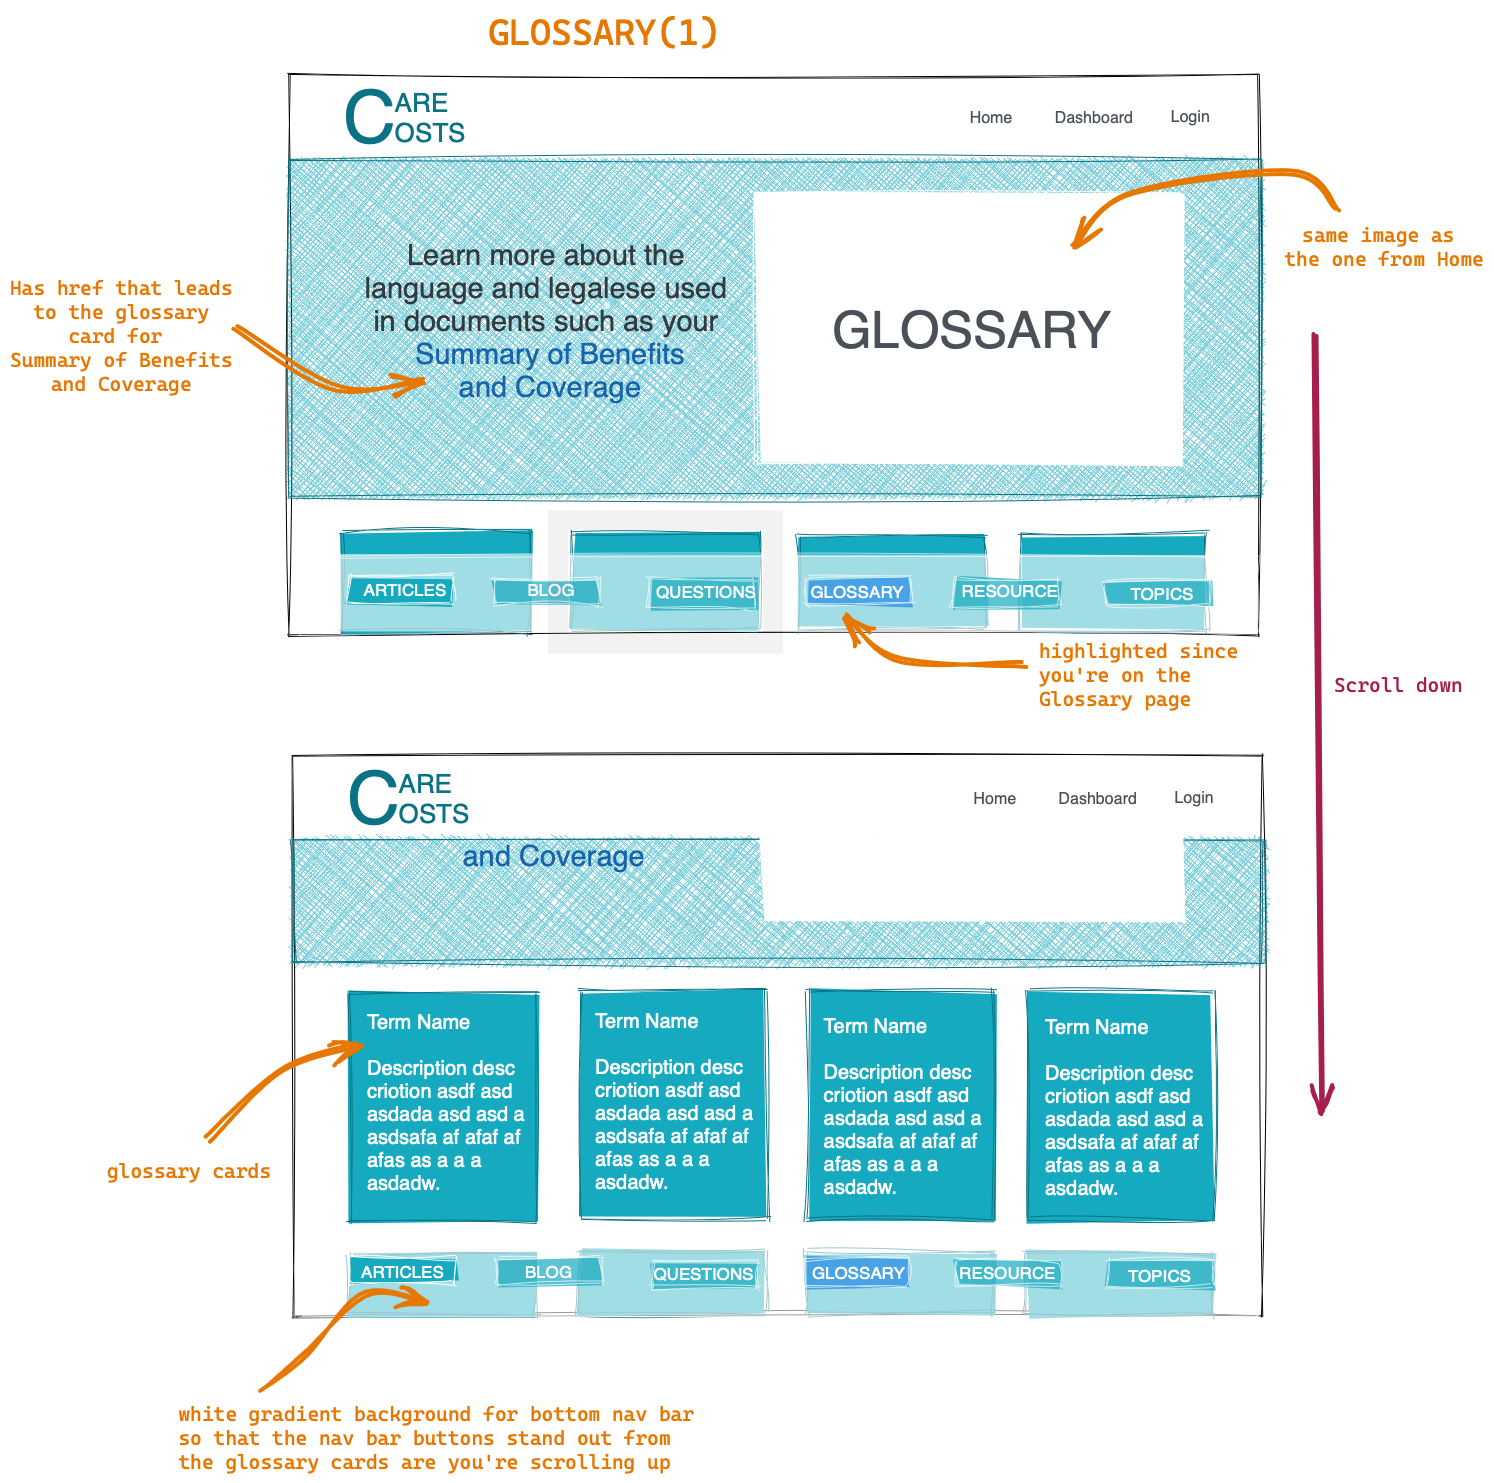 GLOSSARY(1)
CARE
COSTS
Home Dashboard Login
same image as
the one from Home
Has href that leads
to the glossary
card for
Summary of Benefits
and Coverage
Learn more about the
language and legalese used
in documents such as your
Summary of Benefits
and Coverage
GLOSSARY
ARTICLES BLOG QUESTIONS GLOSSARY RESOURCE TOPICS
highlighted since
you're on the
Glossary page
Scroll down
CARE
COSTS
Home Dashboard Login
and Coverage
Term Name
Description desc
criotion asdf asd
asdada asd asd a
asdsafa af afaf af
afas as a a a
asdadw.
Term Name
Description desc
criotion asdf asd
asdada asd asd a
asdsafa af afaf af
afas as a a a
asdadw.
Term Name
Description desc
criotion asdf asd
asdada asd asd a
asdsafa af afaf af
afas as a a a
asdadw.
Term Name
Description desc
criotion asdf asd
asdada asd asd a
asdsafa af afaf af
afas as a a a
asdadw.
glossary cards
ARTICLES BLOG QUESTIONS GLOSSARY RESOURCE TOPICS
white gradient background for bottom nav bar
so that the nav bar buttons stand out from
the glossary cards are you're scrolling up